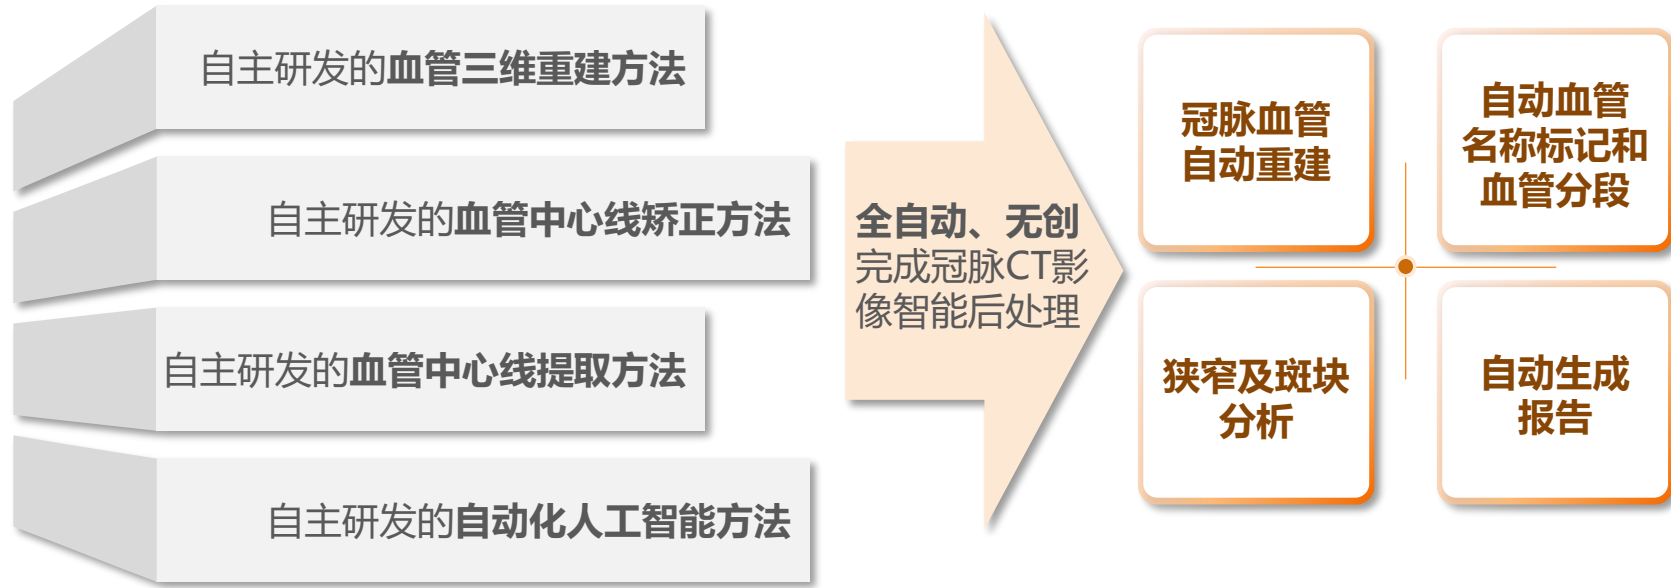 自主研发的血管三维重建方法
自主研发的血管中心线矫正方法
自主研发的血管中心线提取方法
自主研发的自动化人工智能方法
全自动、无创
完成冠脉CT影
像智能后处理
冠脉血管
自动重建
自动血管
名称标记和
血管分段
狭窄及斑块
分析
自动生成
报告